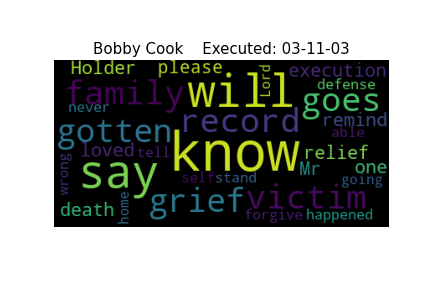 Bobby Cook    Executed: 03-11-03
Holder please Lord execution
family will defense
never goes
gotten record remind
able
wrong loved tell know relief
say self stand Mr one
going
home grief victim
death forgive happened